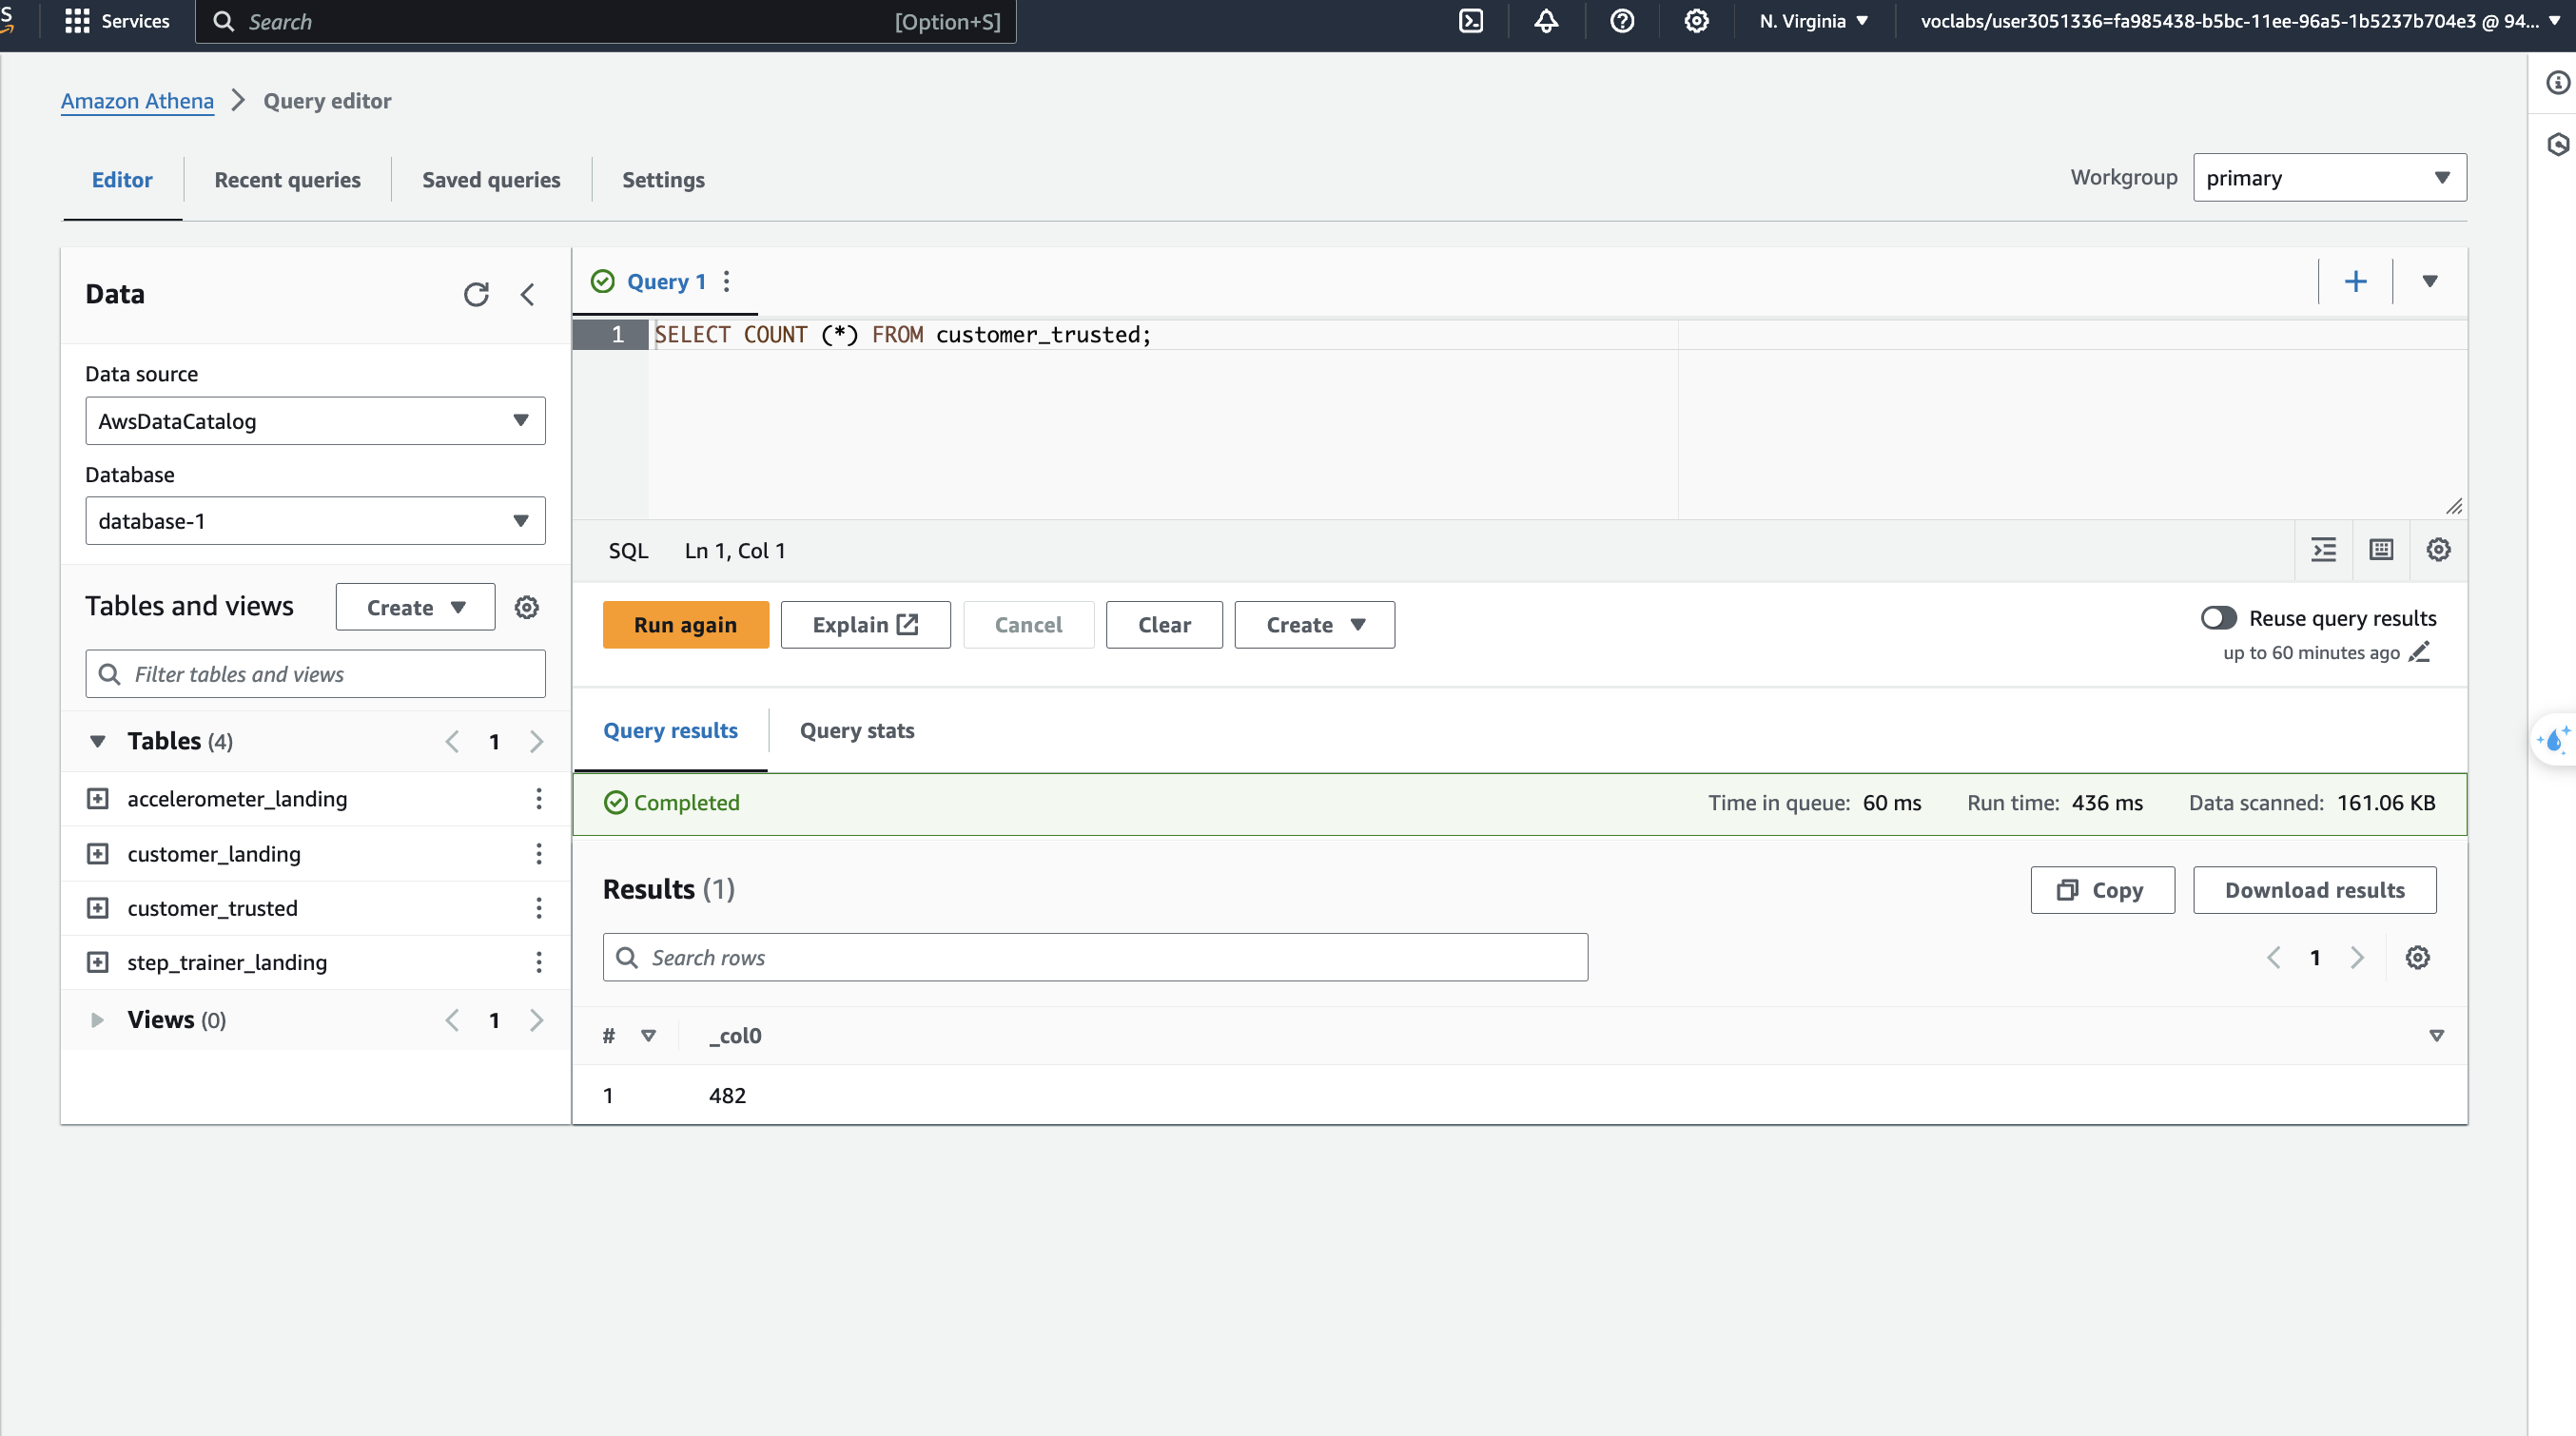 S Services Search [Option+S] N. Virginia voclabs/user3051336=fa985438-b5bc-11ee-96a5-1b5237b704e3 @ 94...
Amazon Athena Query editor
Editor Recent queries Saved queries Settings Workgroup primary
Data
Data source
AwsDataCatalog
Database
database-1
Tables and views Create
Filter tables and views
Tables (4) 1
accelerometer_landing
customer_landing
customer_trusted
step_trainer_landing
Views (0) 1
Query 1
1 SELECT COUNT (*) FROM customer_trusted;
SQL Ln 1, Col 1
Run again Explain Cancel Clear Create Reuse query results
up to 60 minutes ago
Query results Query stats
Completed Time in queue: 60 ms Run time: 436 ms Data scanned: 161.06 KB
Results (1) Copy Download results
Search rows 1
# _col0
1 482